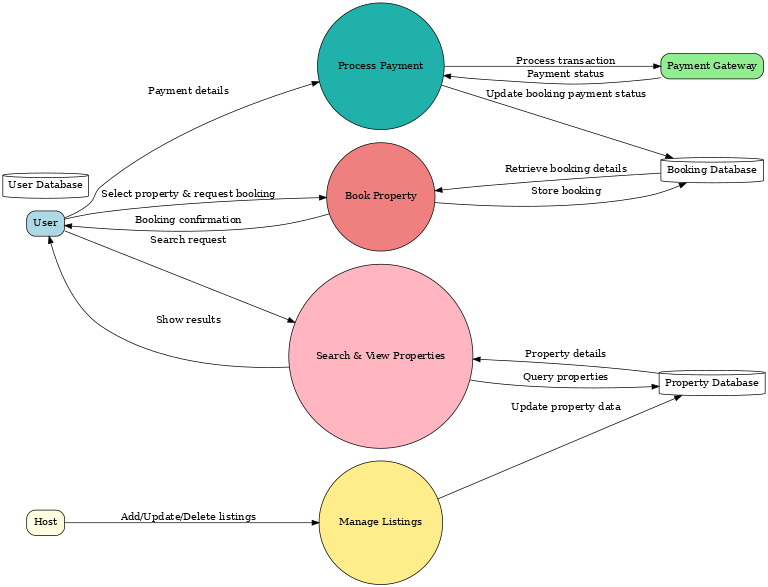 Process Payment
Process transaction
Payment Gateway
Payment status
Payment details
Update booking payment status
User Database
Retrieve booking details
Booking Database
Select property & request booking
Book Property
Store booking
User
Booking confirmation
Search request
Show results
Search & View Properties
Property details
Query properties
Property Database
Update property data
Host
Add/Update/Delete listings
Manage Listings